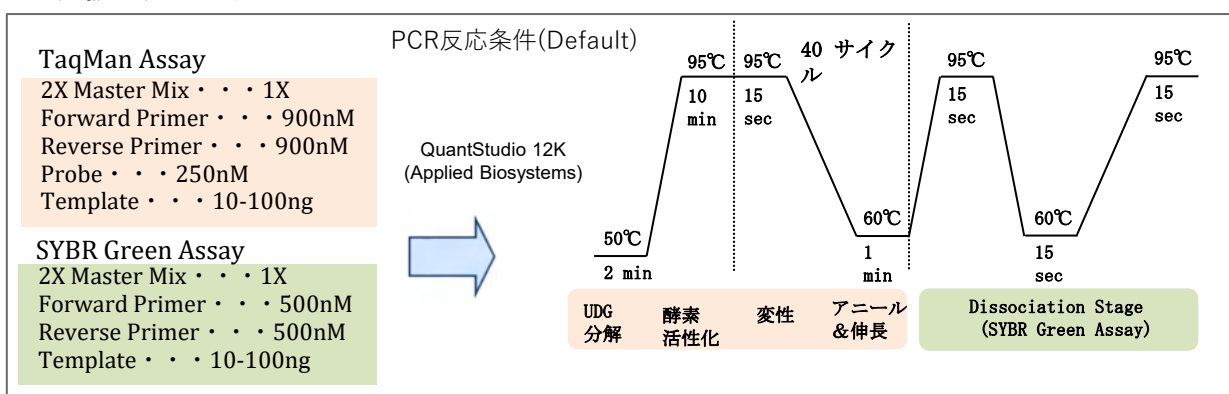 TaqMan Assay
2X Master Mix・・・1X
Forward Primer・・・900nM
Reverse Primer・・・900nM
Probe・・・250nM
Template・・・10-100ng
SYBR Green Assay
2X Master Mix・・・1X
Forward Primer・・・500nM
Reverse Primer・・・500nM
Template・・・10-100ng
QuantStudio 12K
(Applied Biosystems)
PCR反応条件(Default)
50℃
2 min
95℃
10
min
95℃
15
sec
40 サイク
ル
60℃
1
min
95℃
15
sec
60℃
15
sec
95℃
15
sec
UDG
分解
酵素
活性化
変性
アニール
&伸長
Dissociation Stage
(SYBR Green Assay)